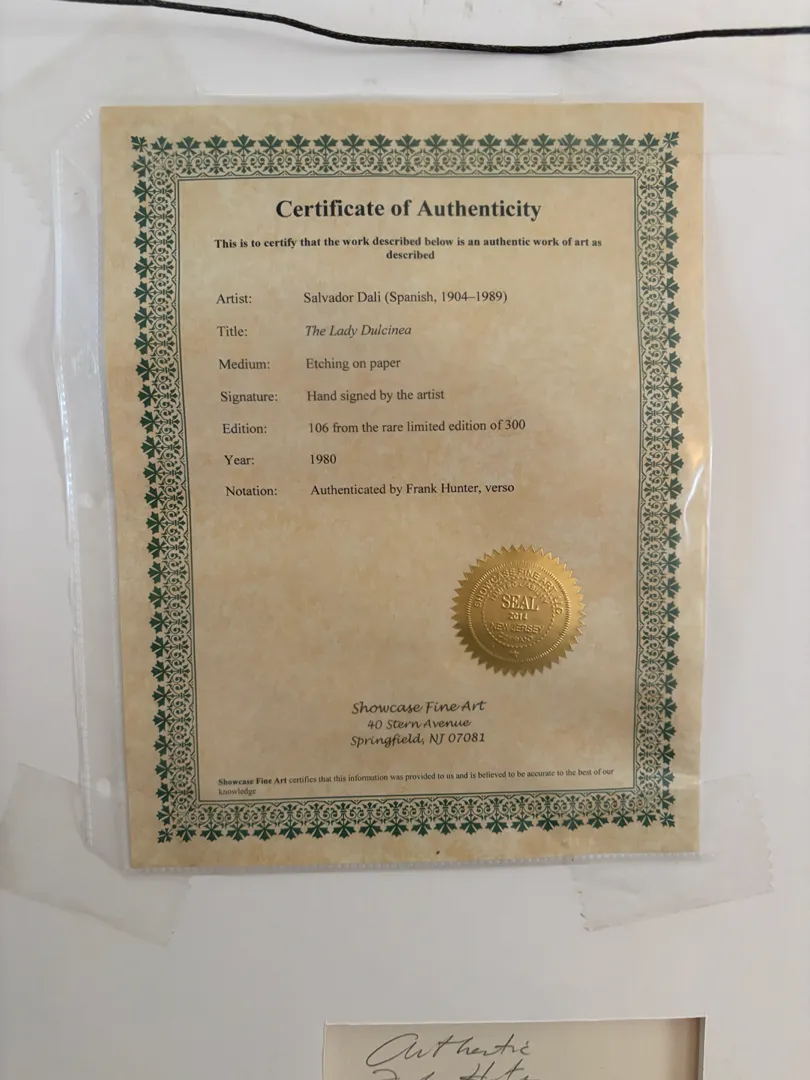 Certificate of Authenticity
This is to certify that the work described below is an authentic work of art as
described
Artist: Salvador Dali (Spanish, 1904–1989)
Title: The Lady Dulcinea
Medium: Etching on paper
Signature: Hand signed by the artist
Edition: 106 from the rare limited edition of 300
Year: 1980
Notation: Authenticated by Frank Hunter, verso
SHOWCASE FINE ART, LLC
SEAL
2014
NEW JERSEY
Showcase Fine Art
40 Stern Avenue
Springfield, NJ 07081
Showcase Fine Art certifies that this information was provided to us and is believed to be accurate to the best of our
knowledge
Authentic